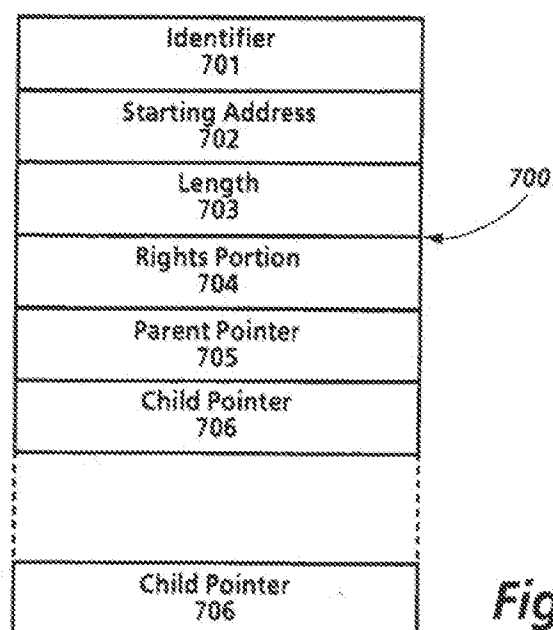 Identifier
701
Starting Address
702
Length
703
700
Rights Portion
704
Parent Pointer
705
Child Pointer
706
Child Pointer
706
Fig